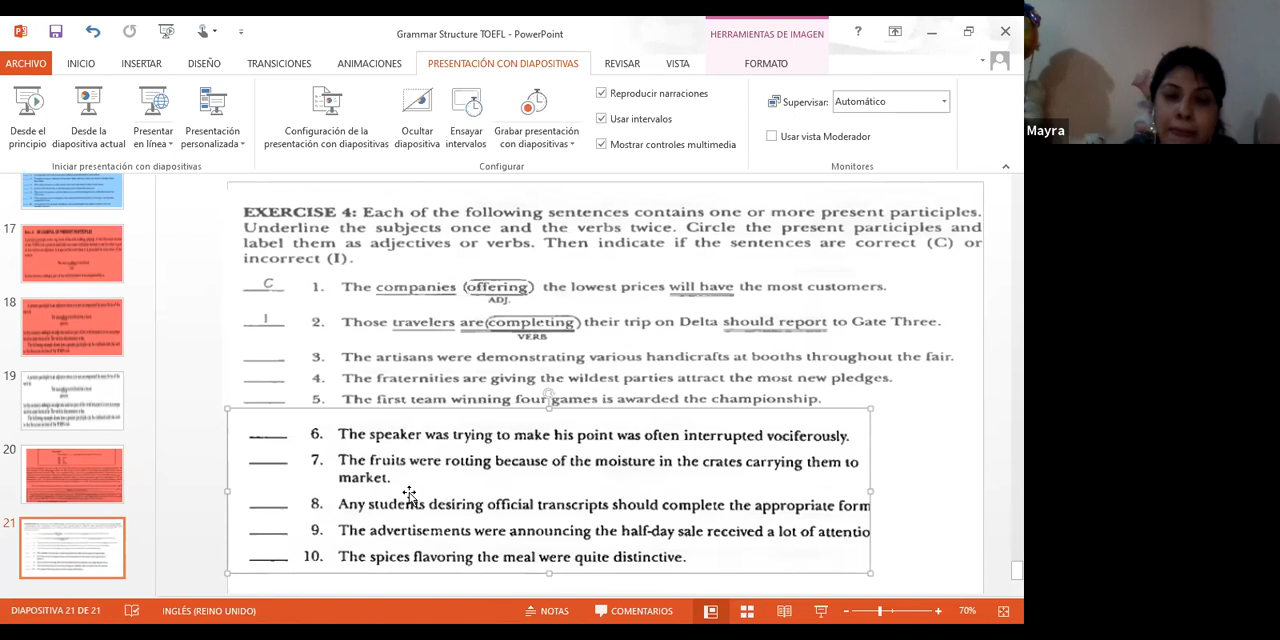 Grammar Structure TOEFL - PowerPoint
HERRAMIENTAS DE IMAGEN
ARCHIVO INICIO INSERTAR DISEÑO TRANSICIONES ANIMACIONES PRESENTACIÓN CON DIAPOSITIVAS REVISAR VISTA FORMATO
Desde el principio
Desde la diapositiva actual
Presentar en línea
Presentación personalizada
Iniciar presentación con diapositivas
Configuración de la presentación con diapositivas
Ocultar diapositiva
Ensayar intervalos
Grabar presentación con diapositivas
Reproducir narraciones
Usar intervalos
Mostrar controles multimedia
Configurar
Supervisar: Automático
Usar vista Moderador
Monitores
Mayra
17
18
19
20
21
EXERCISE 4: Each of the following sentences contains one or more present participles.
Underline the subjects once and the verbs twice. Circle the present participles and
label them as adjectives or verbs. Then indicate if the sentences are correct (C) or
incorrect (I).
C 1. The companies (offering) the lowest prices will have the most customers.
ADJ.
I 2. Those travelers are (completing) their trip on Delta should report to Gate Three.
VERB
3. The artisans were demonstrating various handicrafts at booths throughout the fair.
4. The fraternities are giving the wildest parties attract the most new pledges.
5. The first team winning four games is awarded the championship.
6. The speaker was trying to make his point was often interrupted vociferously.
7. The fruits were rotting because of the moisture in the crates carrying them to
market.
8. Any students desiring official transcripts should complete the appropriate form
9. The advertisements were announcing the half-day sale received a lot of attentio
10. The spices flavoring the meal were quite distinctive.
DIAPOSITIVA 21 DE 21 INGLÉS (REINO UNIDO) NOTAS COMENTARIOS 70%